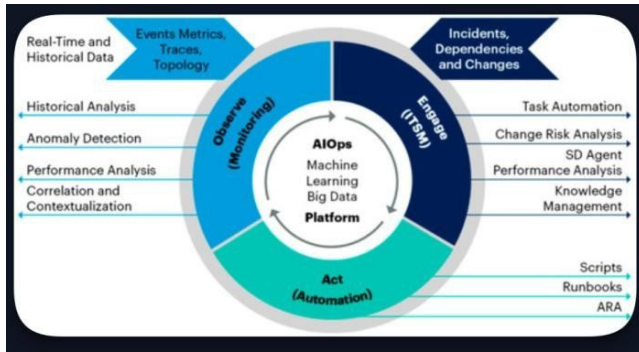 Real-Time and
Historical Data
Events Metrics,
Traces,
Topology
Incidents,
Dependencies
and Changes
Historical Analysis
Anomaly Detection
Performance Analysis
Correlation and
Contextualization
Observe
(Monitoring)
Engage
(ITSM)
AIOps
Machine
Learning
Big Data
Platform
Act
(Automation)
Task Automation
Change Risk Analysis
SD Agent
Performance Analysis
Knowledge
Management
Scripts
Runbooks
ARA